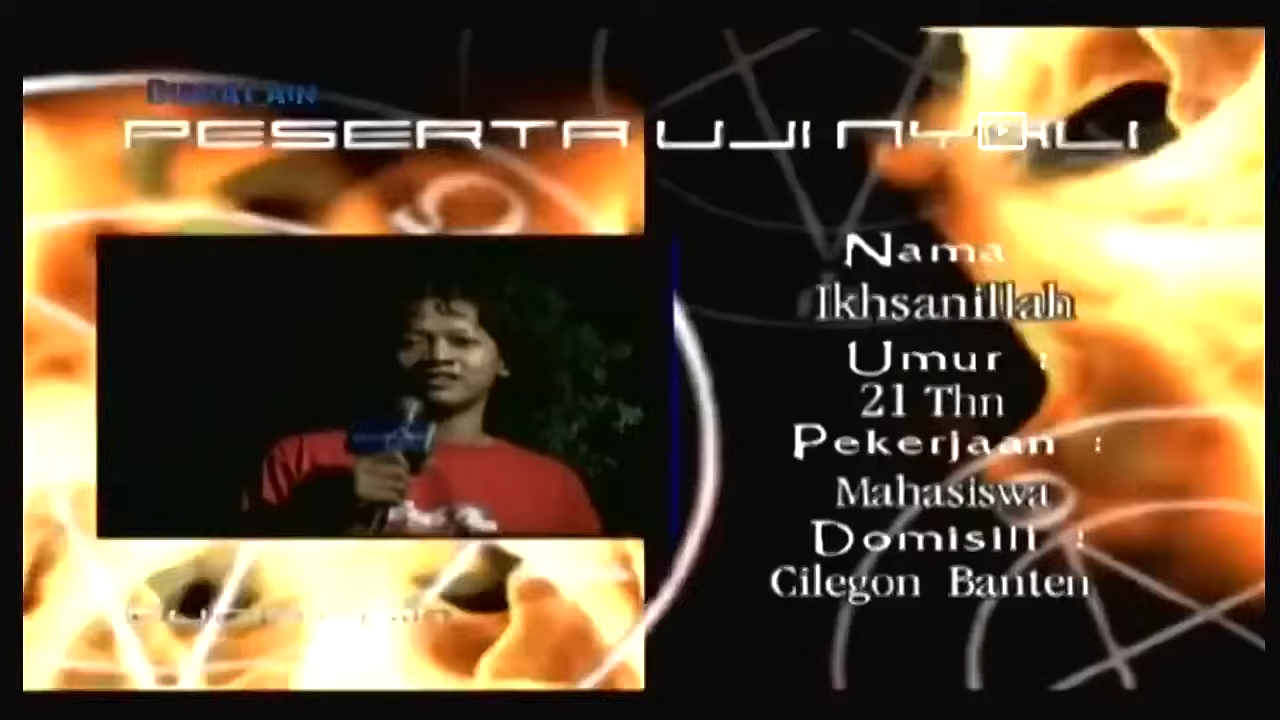 PESERTA UJI NYALI
Nama
Ikhsanillah
Umur :
21 Thn
Pekerjaan :
Mahasiswa
Domisili :
Cilegon Banten